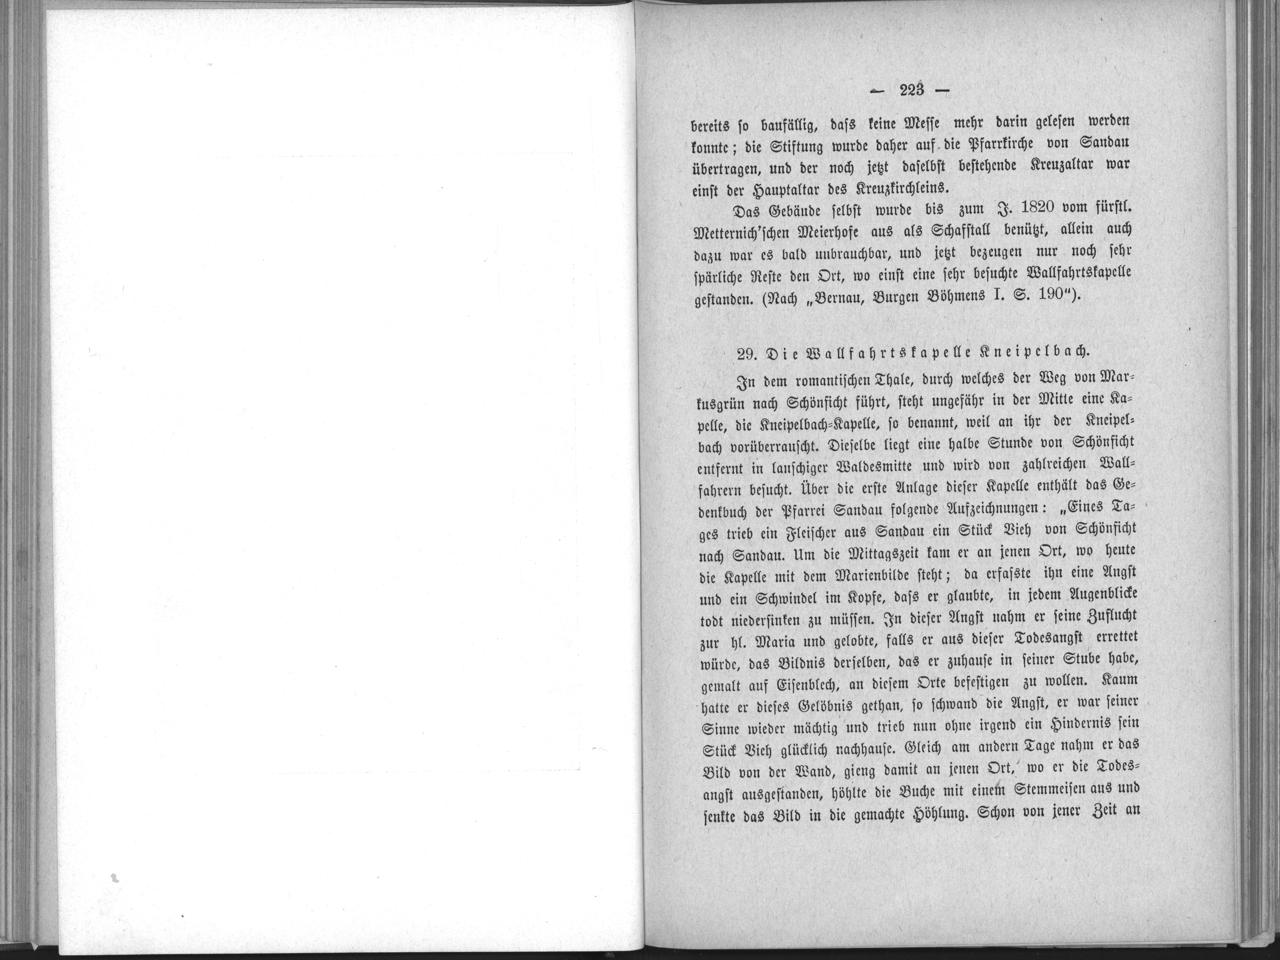 — 223 —
bereits so baufällig, dass keine Messe mehr darin gelesen werden
konnte; die Stiftung wurde daher auf die Pfarrkirche von Sandau
übertragen, und der noch jetzt daselbst bestehende Kreuzaltar war
einst der Hauptaltar des Kreuzkirchleins.
Das Gebäude selbst wurde bis zum J. 1820 vom fürstl.
Metternich'schen Meierhofe aus als Schafstall benützt, allein auch
dazu war es bald unbrauchbar, und jetzt bezeugen nur noch sehr
spärliche Reste den Ort, wo einst eine sehr besuchte Wallfahrtskapelle
gestanden. (Nach „Bernau, Burgen Böhmens I. S. 190").
29. Die Wallfahrtskapelle Kneipelbach.
In dem romantischen Thale, durch welches der Weg von Mar-
kusgrün nach Schönficht führt, steht ungefähr in der Mitte eine Ka-
pelle, die Kneipelbach-Kapelle, so benannt, weil an ihr der Kneipel-
bach vorüberrauscht. Dieselbe liegt eine halbe Stunde von Schönficht
entfernt in lauschiger Waldesmitte und wird von zahlreichen Wall-
fahrern besucht. Über die erste Anlage dieser Kapelle enthält das Ge-
denkbuch der Pfarrei Sandau folgende Aufzeichnungen: „Eines Ta-
ges trieb ein Fleischer aus Sandau ein Stück Vieh von Schönficht
nach Sandau. Um die Mittagszeit kam er an jenen Ort, wo heute
die Kapelle mit dem Marienbilde steht; da erfasste ihn eine Angst
und ein Schwindel im Kopfe, dass er glaubte, in jedem Augenblicke
todt niedersinken zu müssen. In dieser Angst nahm er seine Zuflucht
zur hl. Maria und gelobte, falls er aus dieser Todesangst errettet
würde, das Bildnis derselben, das er zuhause in seiner Stube habe,
gemalt auf Eisenblech, an diesem Orte befestigen zu wollen. Kaum
hatte er dieses Gelöbnis gethan, so schwand die Angst, er war seiner
Sinne wieder mächtig und trieb nun ohne irgend ein Hindernis sein
Stück Vieh glücklich nachhause. Gleich am andern Tage nahm er das
Bild von der Wand, gieng damit an jenen Ort, wo er die Todes-
angst ausgestanden, höhlte die Buche mit einem Stemmeisen aus und
senkte das Bild in die gemachte Höhlung. Schon von jener Zeit an